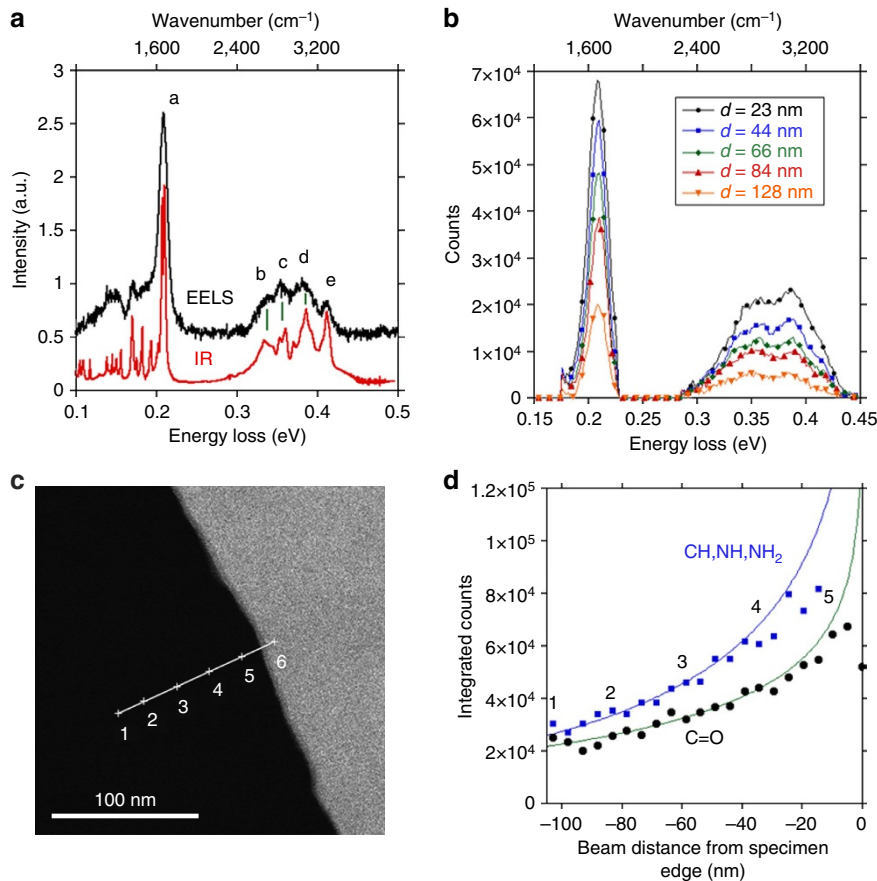 a
Wavenumber (cm⁻¹)
1,600 2,400 3,200
3
2.5
2
1.5
1
0.5
0
Intensity (a.u.)
a
b
c
d
e
EELS
IR
0.1 0.2 0.3 0.4 0.5
Energy loss (eV)
b
Wavenumber (cm⁻¹)
1,600 2,400 3,200
7×10⁴
6×10⁴
5×10⁴
4×10⁴
3×10⁴
2×10⁴
1×10⁴
0
Counts
d = 23 nm
d = 44 nm
d = 66 nm
d = 84 nm
d = 128 nm
0.15 0.2 0.25 0.3 0.35 0.4 0.45
Energy loss (eV)
c
1
2
3
4
5
6
100 nm
d
1.2×10⁵
1×10⁵
8×10⁴
6×10⁴
4×10⁴
2×10⁴
0
Integrated counts
CH,NH,NH₂
1
2
3
4
5
C=O
–100 –80 –60 –40 –20 0
Beam distance from specimen
edge (nm)